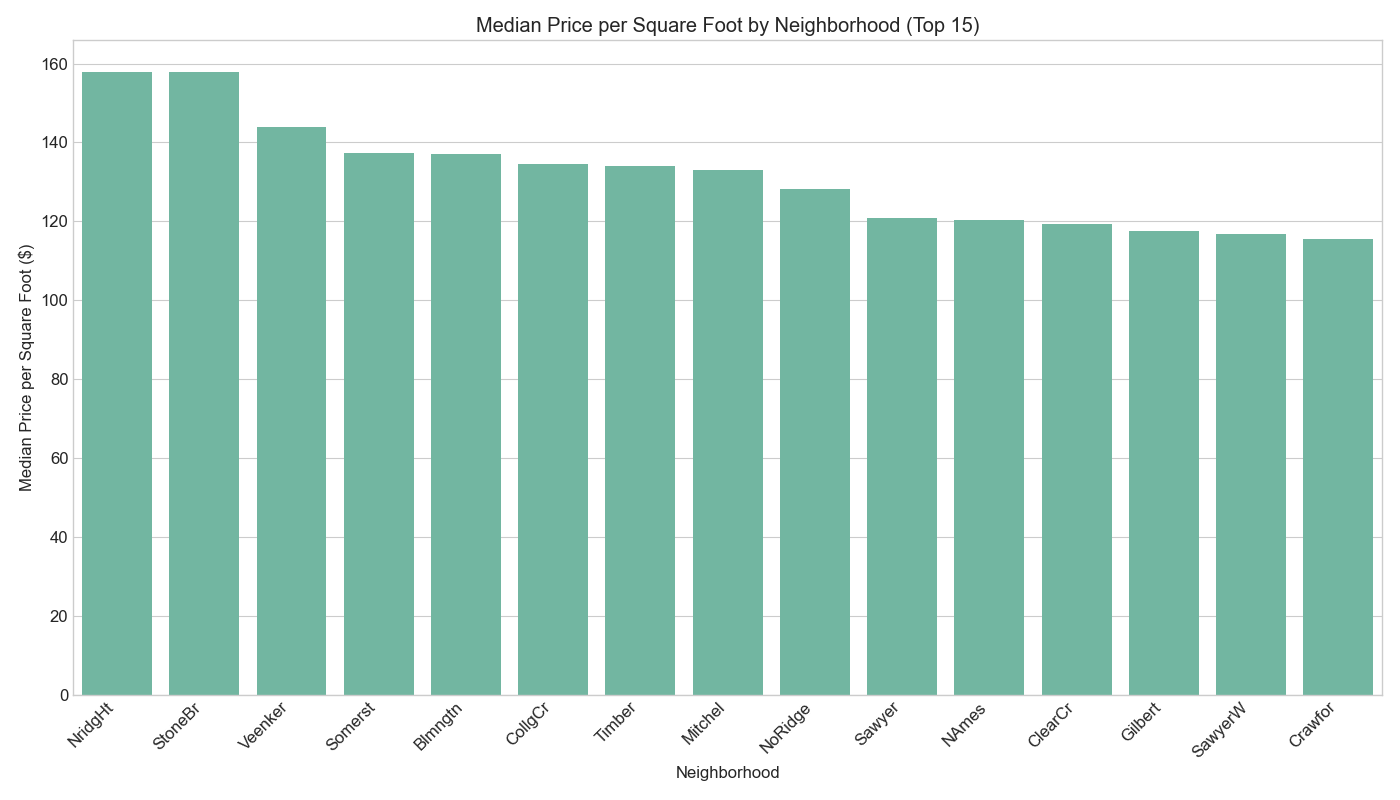 Median Price per Square Foot by Neighborhood (Top 15)
Median Price per Square Foot ($)
160
140
120
100
80
60
40
20
0
NridgHt
StoneBr
Veenker
Somerst
Blmngtn
CollgCr
Timber
Mitchel
NoRidge
Sawyer
NAmes
ClearCr
Gilbert
SawyerW
Crawfor
Neighborhood